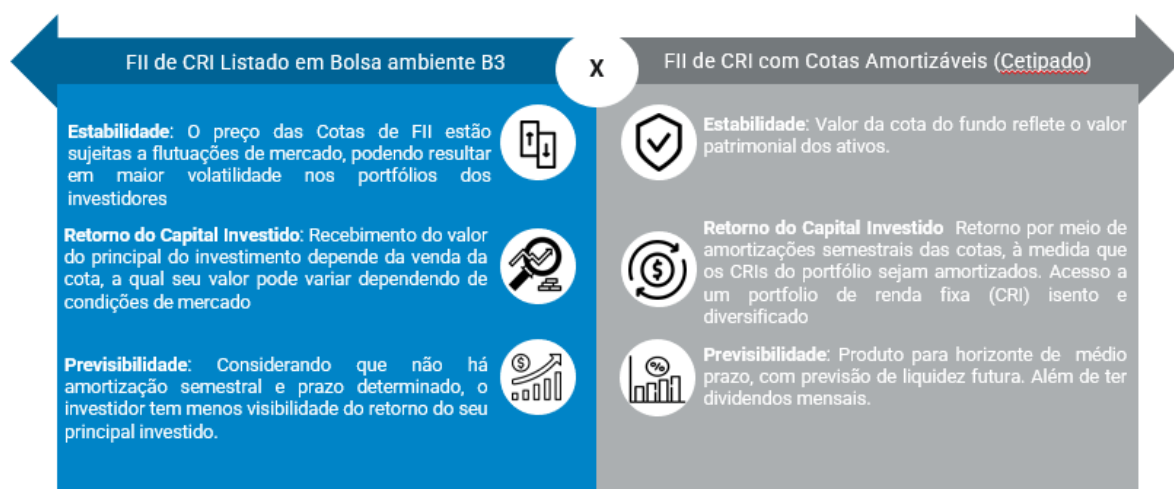 FII de CRI Listado em Bolsa ambiente B3
X
FII de CRI com Cotas Amortizáveis (Cetipado)
Estabilidade: O preço das Cotas de FII estão
sujeitas a flutuações de mercado, podendo resultar
em maior volatilidade nos portfólios dos
investidores
Retorno do Capital Investido: Recebimento do valor
do principal do investimento depende da venda da
cota, a qual seu valor pode variar dependendo de
condições de mercado
Previsibilidade: Considerando que não há
amortização semestral e prazo determinado, o
investidor tem menos visibilidade do retorno do seu
principal investido.
Estabilidade: Valor da cota do fundo reflete o valor
patrimonial dos ativos.
Retorno do Capital Investido Retorno por meio de
amortizações semestrais das cotas, à medida que
os CRIs do portfólio sejam amortizados. Acesso a
um portfolio de renda fixa (CRI) isento e
diversificado
Previsibilidade: Produto para horizonte de médio
prazo, com previsão de liquidez futura. Além de ter
dividendos mensais.
$
$
%